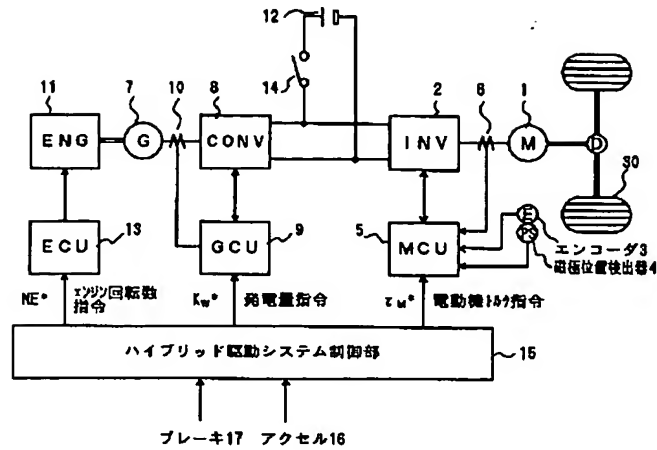 12
11 7 10 8 14 2 6 1
ENG G CONV INV M D
30
ECU 13 GCU 9 5 MCU E PS
エンコーダ3
磁極位置検出器4
NE* エンジン回転数指令 Kw* 発電量指令 τM* 電動機トルク指令
ハイブリッド駆動システム制御部 15
ブレーキ17 アクセル16